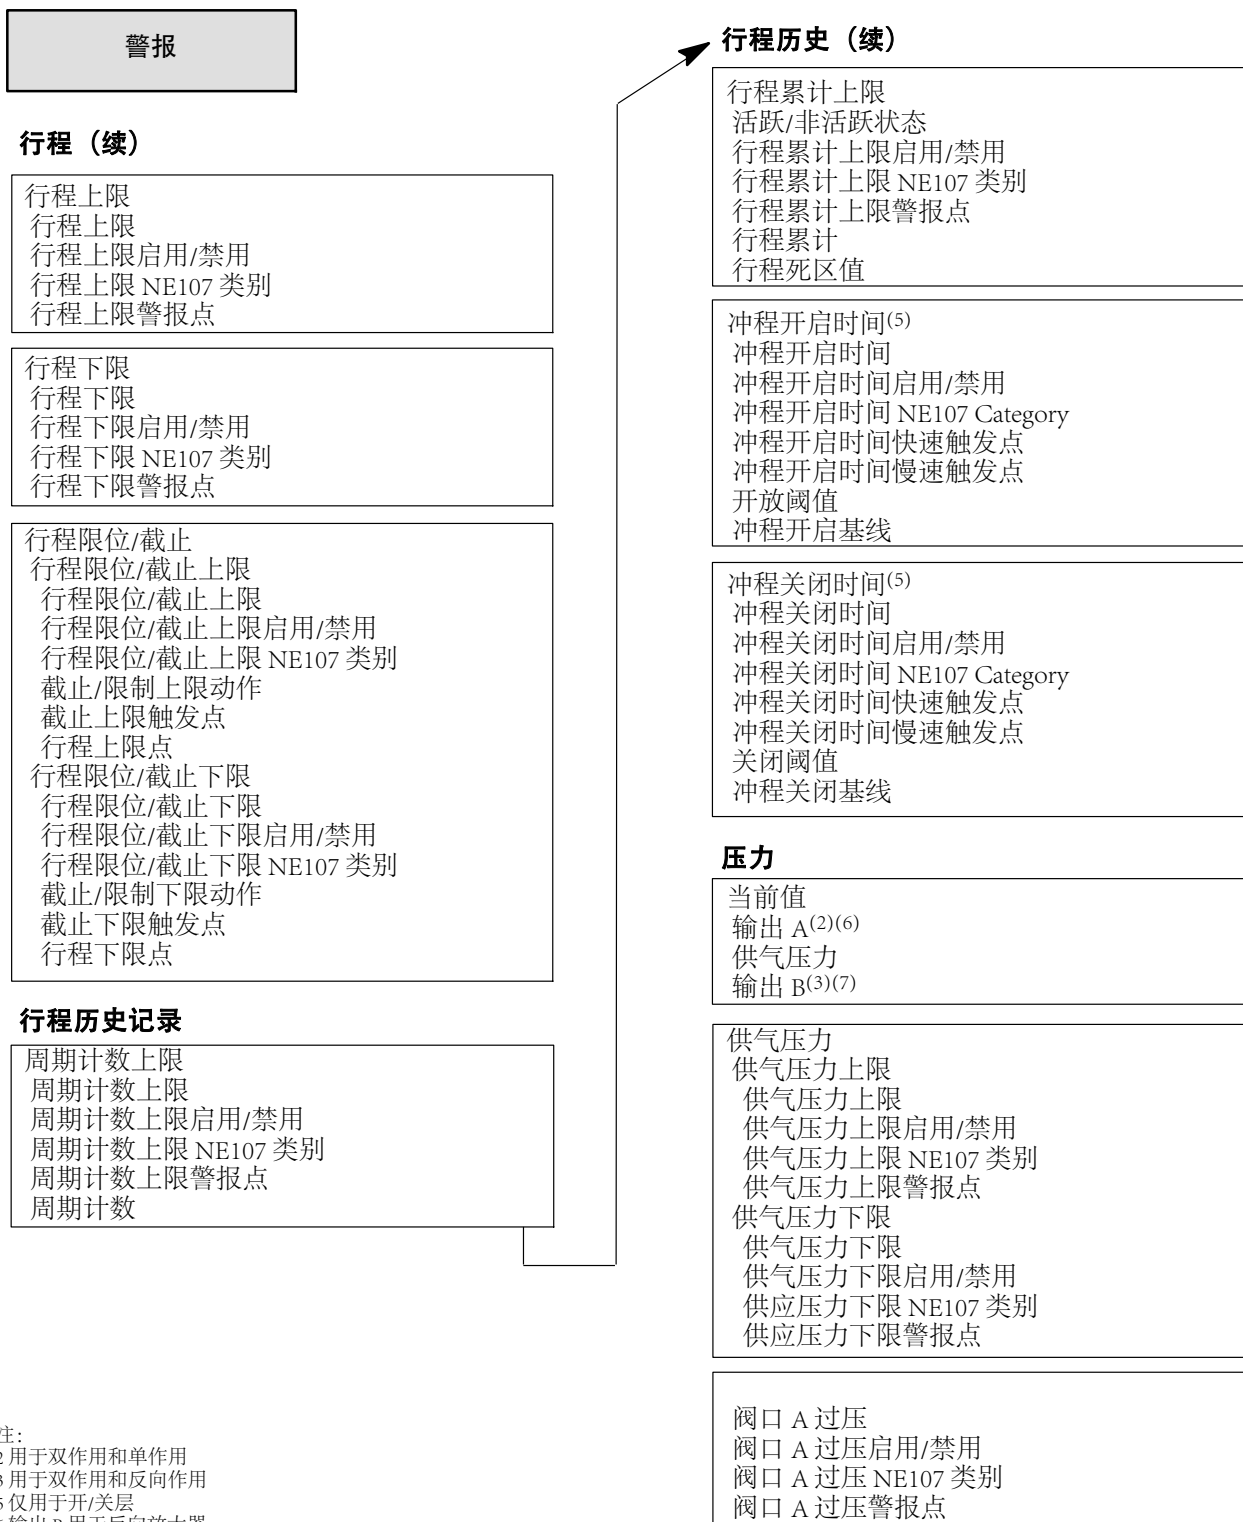 警报
行程（续）
行程上限
行程上限
行程上限启用/禁用
行程上限 NE107 类别
行程上限警报点
行程下限
行程下限
行程下限启用/禁用
行程下限 NE107 类别
行程下限警报点
行程限位/截止
行程限位/截止上限
行程限位/截止上限
行程限位/截止上限启用/禁用
行程限位/截止上限 NE107 类别
截止/限制上限动作
截止上限触发点
行程上限点
行程限位/截止下限
行程限位/截止下限
行程限位/截止下限启用/禁用
行程限位/截止下限 NE107 类别
截止/限制下限动作
截止下限触发点
行程下限点
行程历史记录
周期计数上限
周期计数上限
周期计数上限启用/禁用
周期计数上限 NE107 类别
周期计数上限警报点
周期计数
注：
2 用于双作用和单作用
3 用于双作用和反向作用
5 仅用于开/关层
输出 B 用于反向放大器
行程历史（续）
行程累计上限
活跃/非活跃状态
行程累计上限启用/禁用
行程累计上限 NE107 类别
行程累计上限警报点
行程累计
行程死区值
冲程开启时间(5)
冲程开启时间
冲程开启时间启用/禁用
冲程开启时间 NE107 Category
冲程开启时间快速触发点
冲程开启时间慢速触发点
开放阈值
冲程开启基线
冲程关闭时间(5)
冲程关闭时间
冲程关闭时间启用/禁用
冲程关闭时间 NE107 Category
冲程关闭时间快速触发点
冲程关闭时间慢速触发点
关闭阈值
冲程关闭基线
压力
当前值
输出 A(2)(6)
供气压力
输出 B(3)(7)
供气压力
供气压力上限
供气压力上限
供气压力上限启用/禁用
供气压力上限 NE107 类别
供气压力上限警报点
供气压力下限
供气压力下限
供气压力下限启用/禁用
供应压力下限 NE107 类别
供应压力下限警报点
阀口 A 过压
阀口 A 过压启用/禁用
阀口 A 过压 NE107 类别
阀口 A 过压警报点